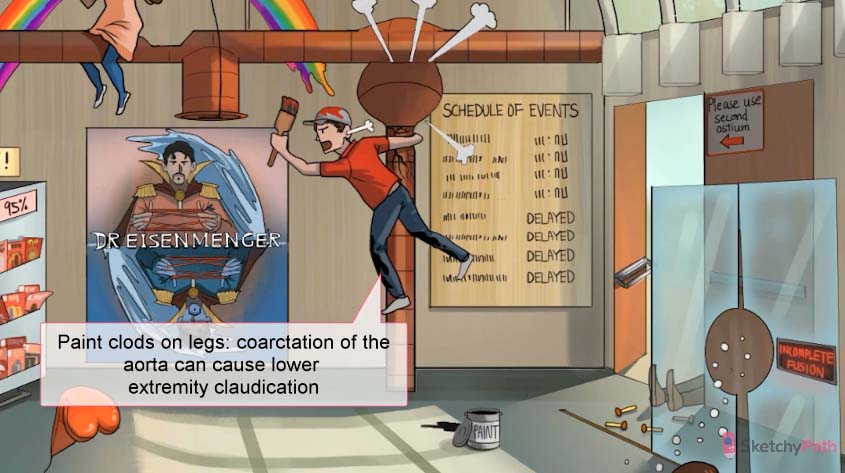 SCHEDULE OF EVENTS
DELAYED
DELAYED
DELAYED
DELAYED
Please use
second
ostium
!
95%
DR EISENMENGER
Paint clods on legs: coarctation of the
aorta can cause lower
extremity claudication
INCOMPLETE
FUSION
PAINT
SketchyPath